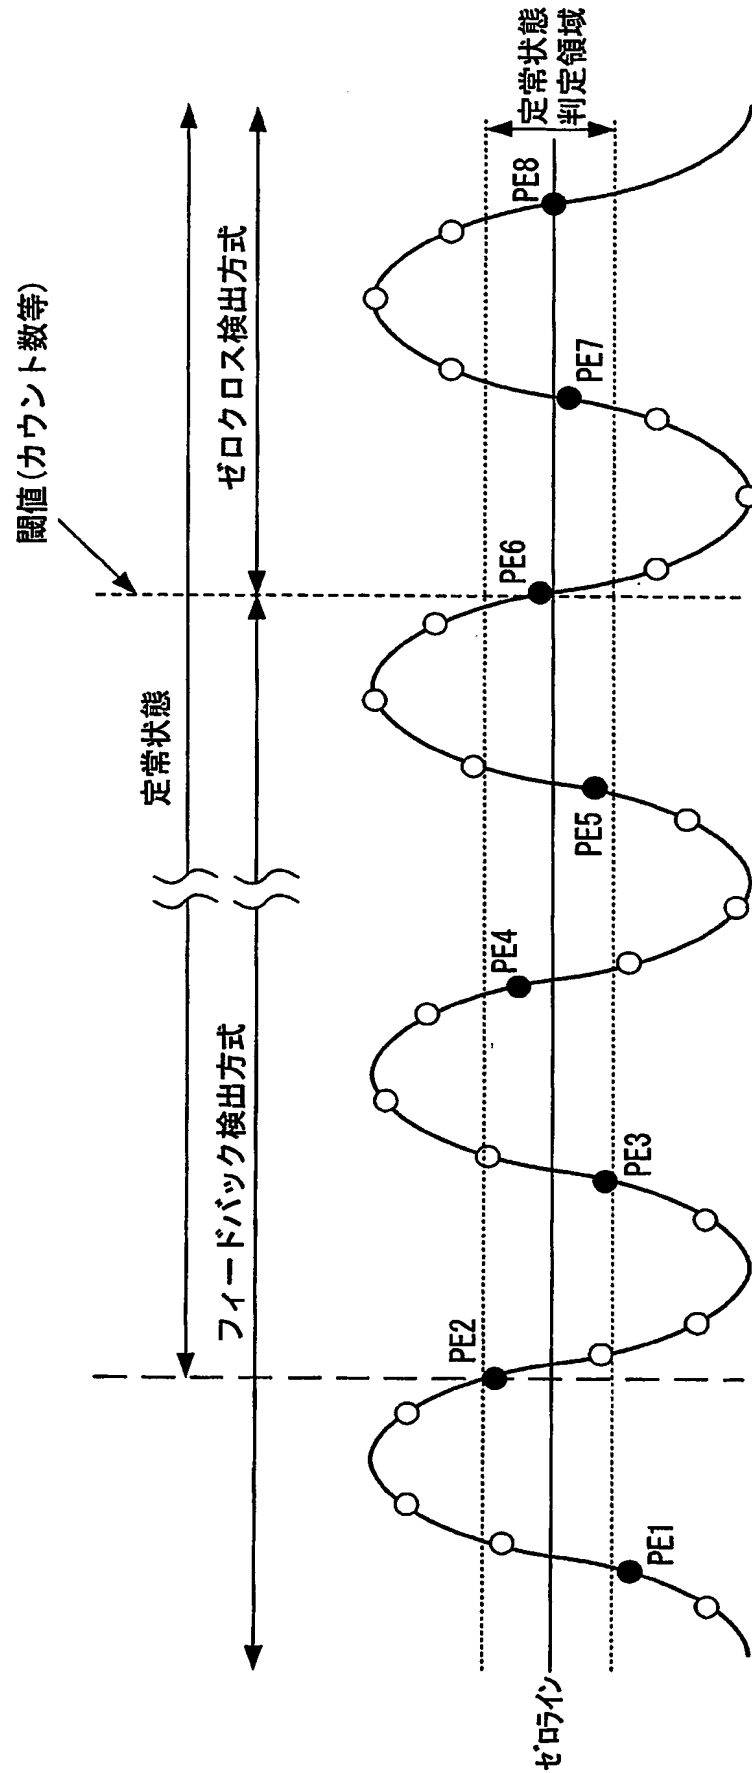 閾値(カウント数等)
定常状態
フィードバック検出方式
ゼロクロス検出方式
定常状態
判定領域
ゼロライン
PE1
PE2
PE3
PE4
PE5
PE6
PE7
PE8